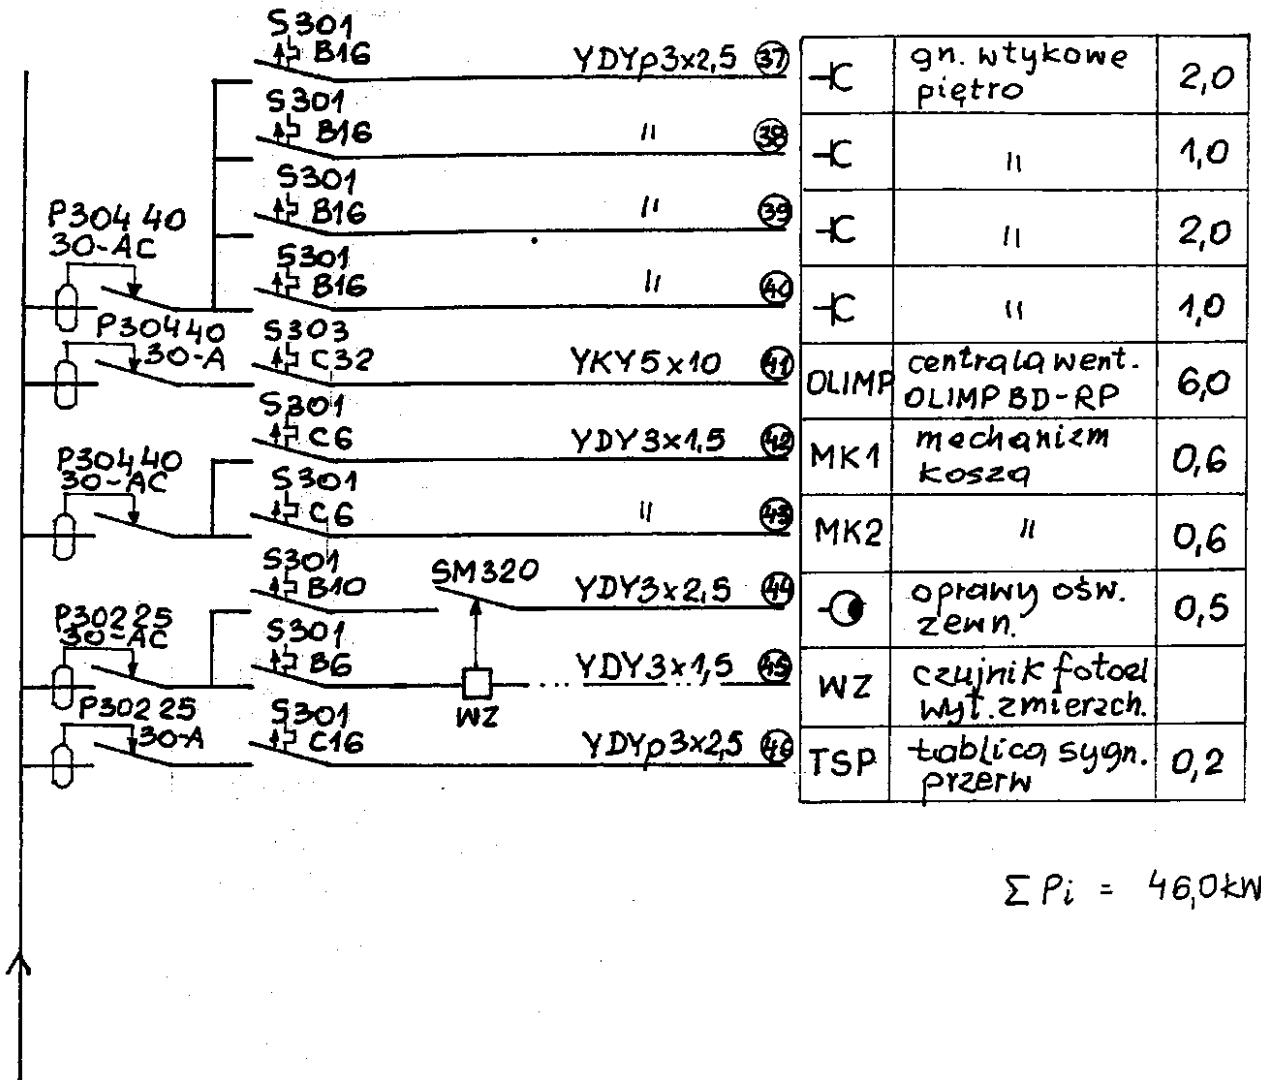 S301
B16
YDYp3x2,5 37
gn. wtykowe
piętro
2,0
S301
B16
〃 38
〃
1,0
S301
B16
〃 39
〃
2,0
P304 40
30-AC
S301
B16
〃 40
〃
1,0
P304 40
30-A
S303
C32
YKY5x10 41
OLIMP
centrala went.
OLIMP BD-RP
6,0
S301
C6
YDY3x1,5 42
MK1
mechanizm
kosza
0,6
P304 40
30-AC
S301
C6
〃 43
MK2
〃
0,6
S301
B10
SM320
YDY3x2,5 44
oprawy ośw.
zewn.
0,5
P302 25
30-AC
S301
B6
WZ
YDY3x1,5 45
WZ
czujnik fotoel
wył. zmierzch.
P302 25
30-A
S301
C16
YDYp3x2,5 46
TSP
tablica sygn.
przerw
0,2
Σ Pi = 46,0kW